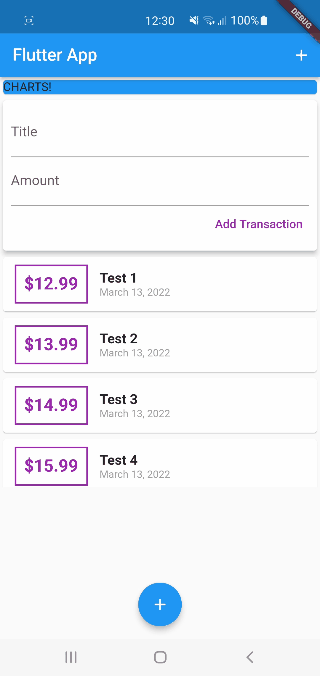 12:30 100%
DEBUG
Flutter App +
CHARTS!
Title
Amount
Add Transaction
$12.99 Test 1
March 13, 2022
$13.99 Test 2
March 13, 2022
$14.99 Test 3
March 13, 2022
$15.99 Test 4
March 13, 2022
+